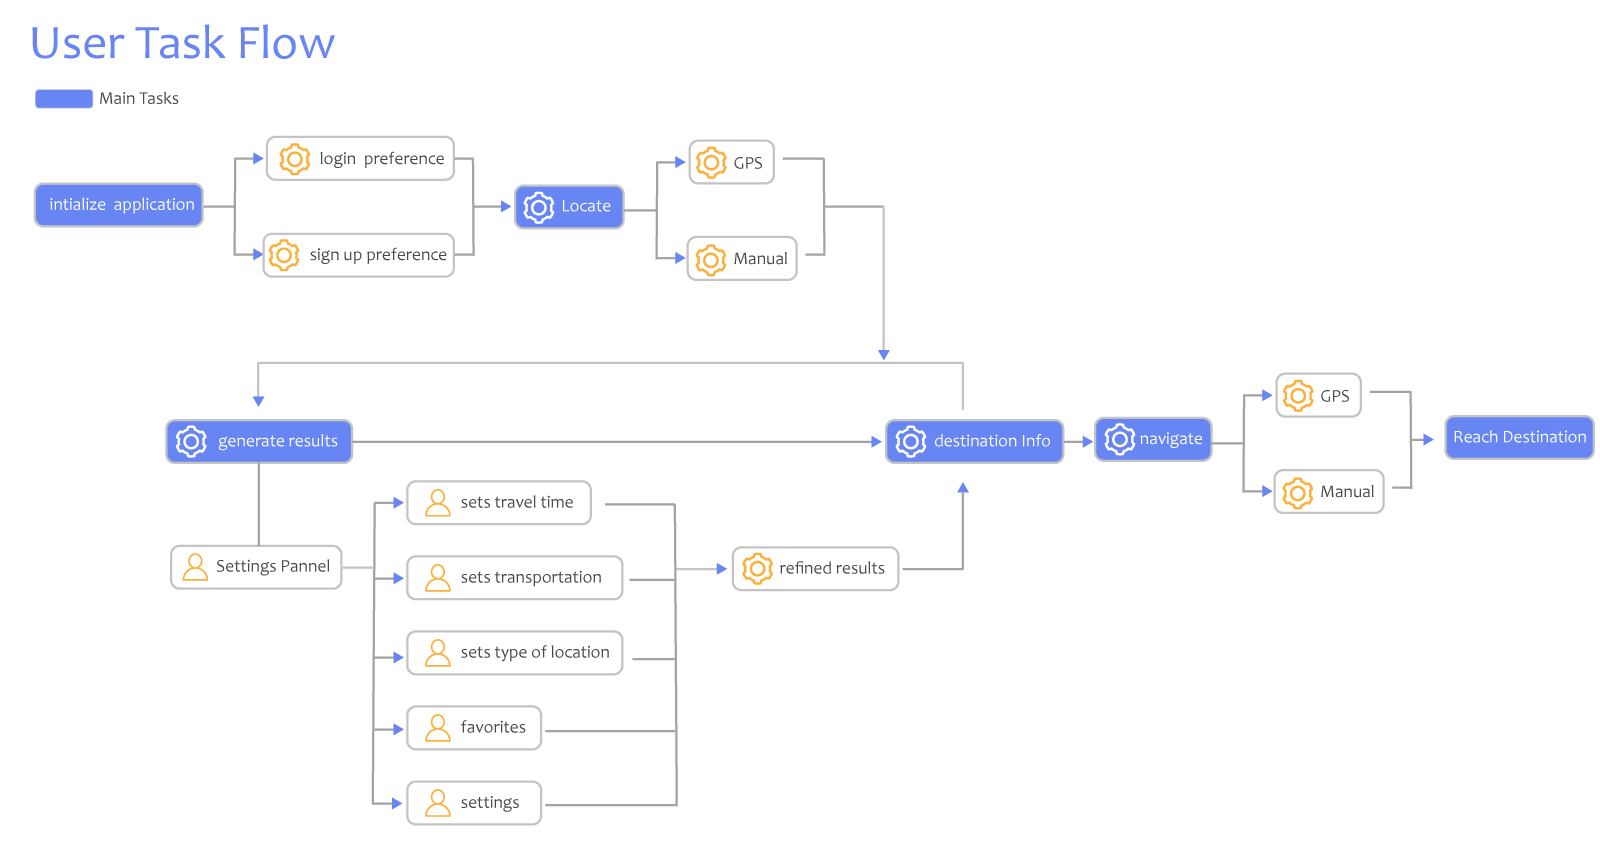 User Task Flow
Main Tasks
login preference
GPS
intialize application
Locate
sign up preference
Manual
GPS
generate results
destination Info
navigate
Reach Destination
Manual
sets travel time
Settings Pannel
sets transportation
refined results
sets type of location
favorites
settings